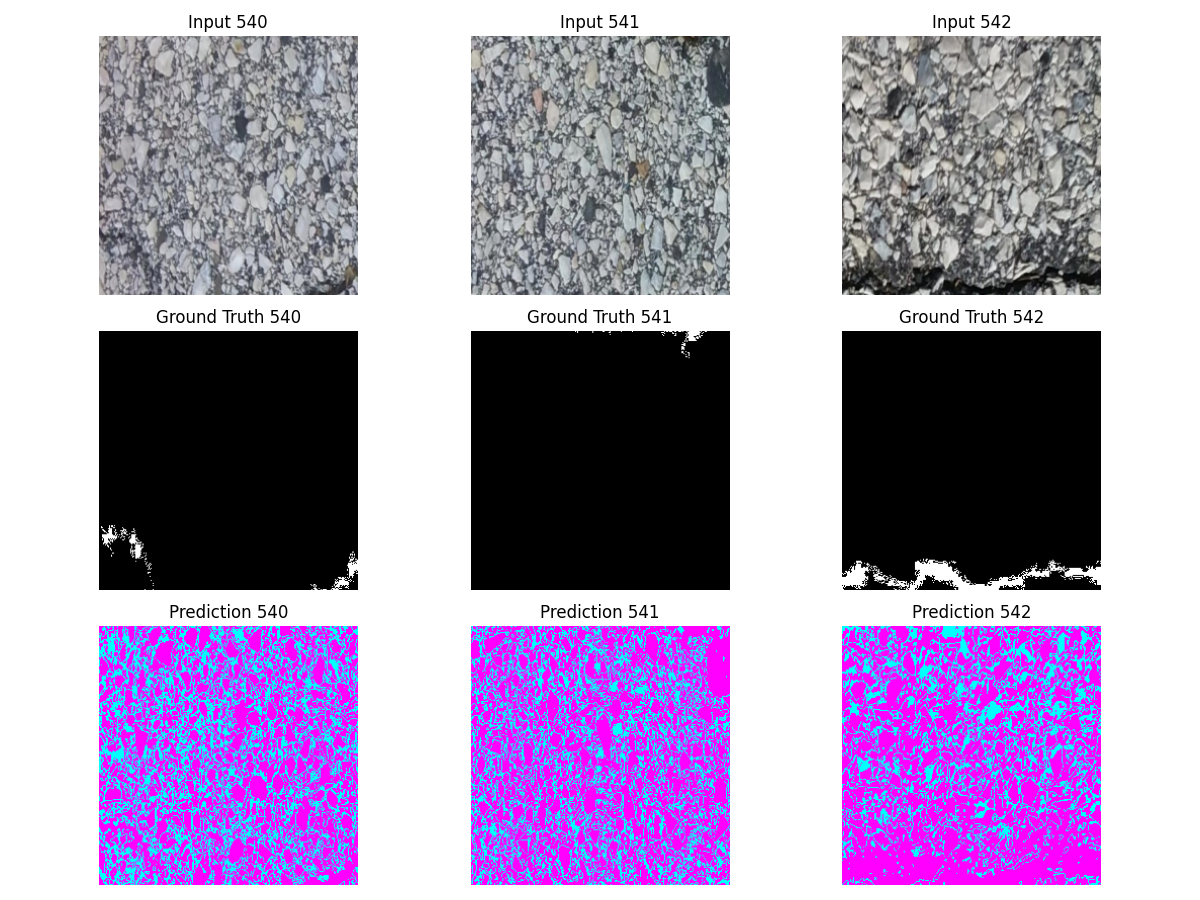 Input 540
Input 541
Input 542
Ground Truth 540
Ground Truth 541
Ground Truth 542
Prediction 540
Prediction 541
Prediction 542